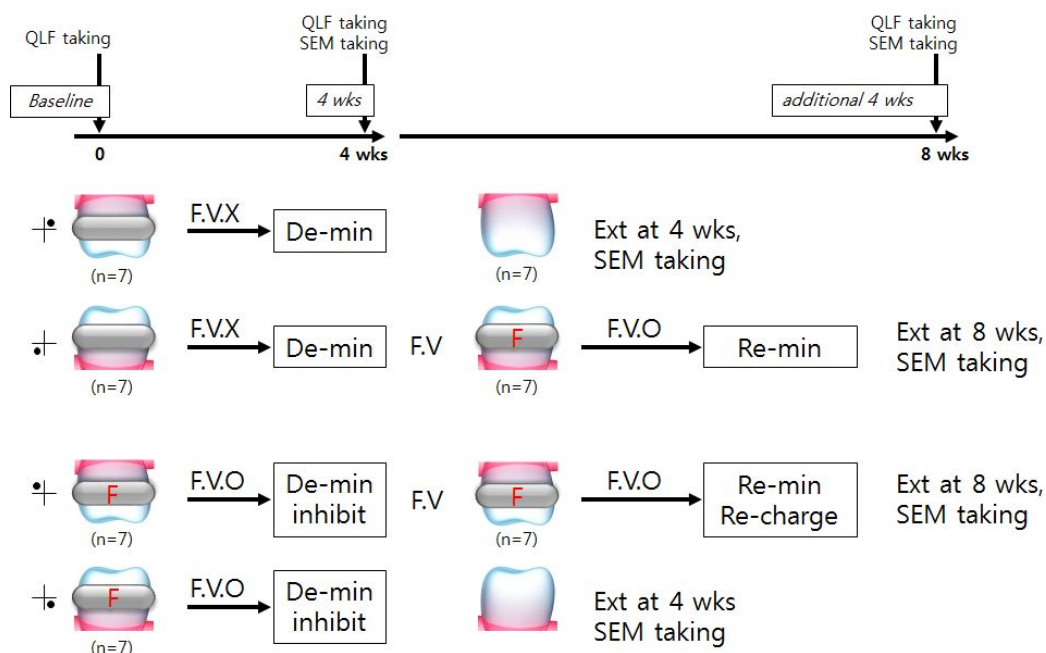 QLF taking
QLF taking
SEM taking
QLF taking
SEM taking
Baseline
4 wks
additional 4 wks
0
4 wks
8 wks
F.V.X
De-min
(n=7)
(n=7)
Ext at 4 wks,
SEM taking
F.V.X
De-min
(n=7)
F.V
F
(n=7)
F.V.O
Re-min
Ext at 8 wks,
SEM taking
F
(n=7)
F.V.O
De-min
inhibit
F.V
F
(n=7)
F.V.O
Re-min
Re-charge
Ext at 8 wks,
SEM taking
F
(n=7)
F.V.O
De-min
inhibit
Ext at 4 wks
SEM taking